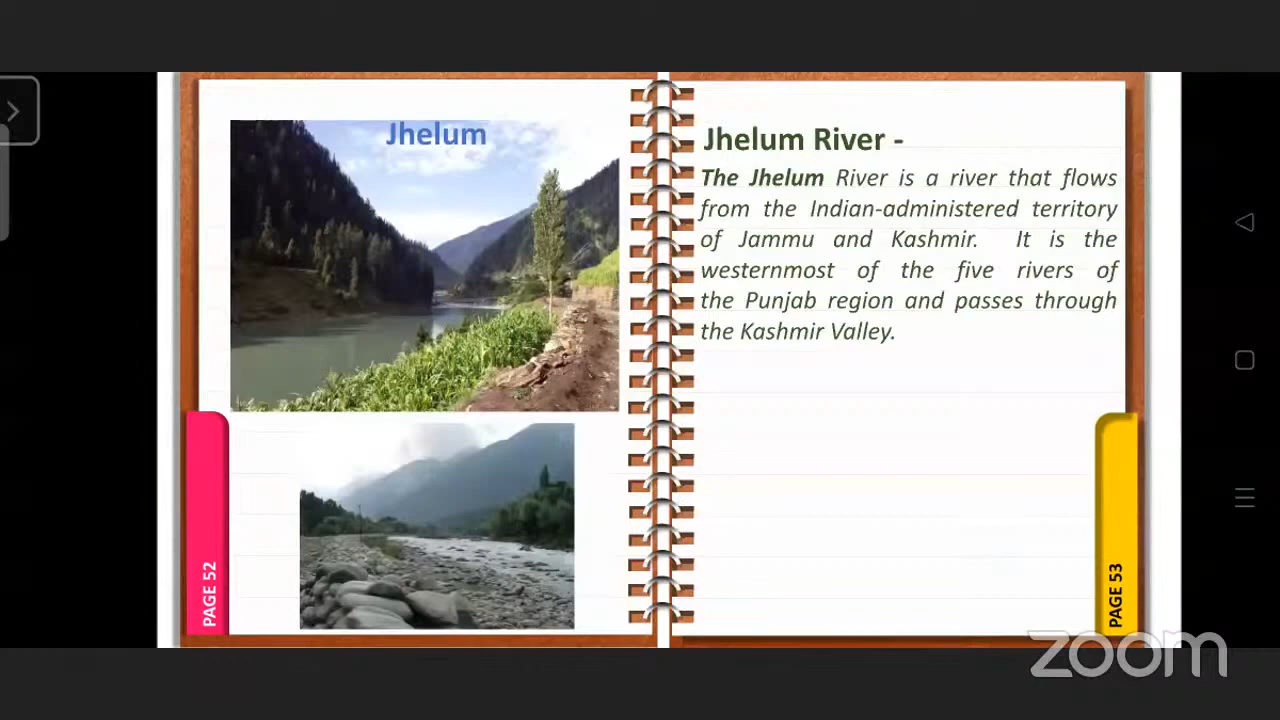 Jhelum
PAGE 52
Jhelum River -
The Jhelum River is a river that flows
from the Indian-administered territory
of Jammu and Kashmir. It is the
westernmost of the five rivers of
the Punjab region and passes through
the Kashmir Valley.
PAGE 53
zoom